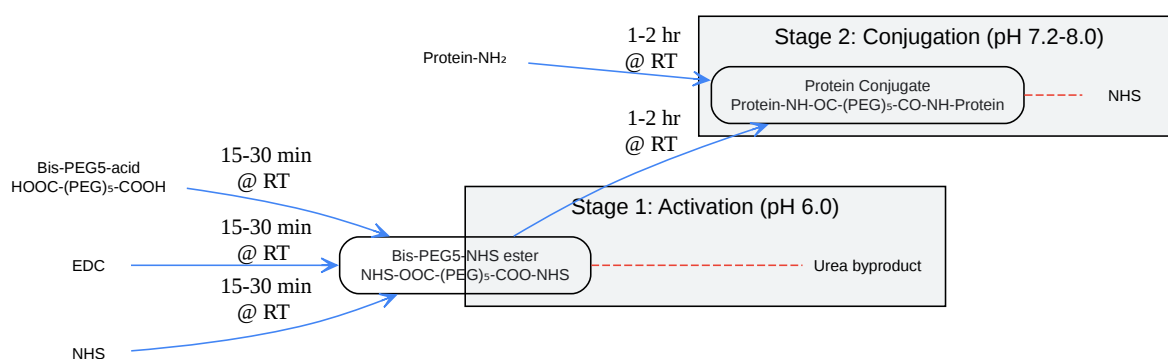 Stage 2: Conjugation (pH 7.2-8.0)
1-2 hr
@ RT
Protein-NH₂
Protein Conjugate
Protein-NH-OC-(PEG)₅-CO-NH-Protein
NHS
1-2 hr
@ RT
Bis-PEG5-acid
HOOC-(PEG)₅-COOH
15-30 min
@ RT
Stage 1: Activation (pH 6.0)
15-30 min
@ RT
EDC
Bis-PEG5-NHS ester
NHS-OOC-(PEG)₅-COO-NHS
Urea byproduct
15-30 min
@ RT
NHS